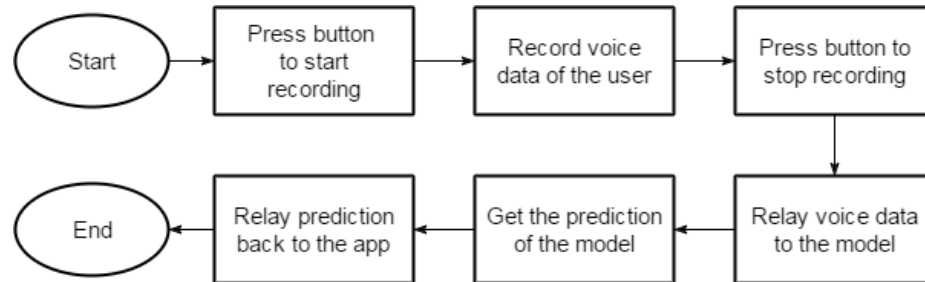 Start
Press button
to start
recording
Record voice
data of the user
Press button to
stop recording
Relay voice data
to the model
Get the prediction
of the model
Relay prediction
back to the app
End